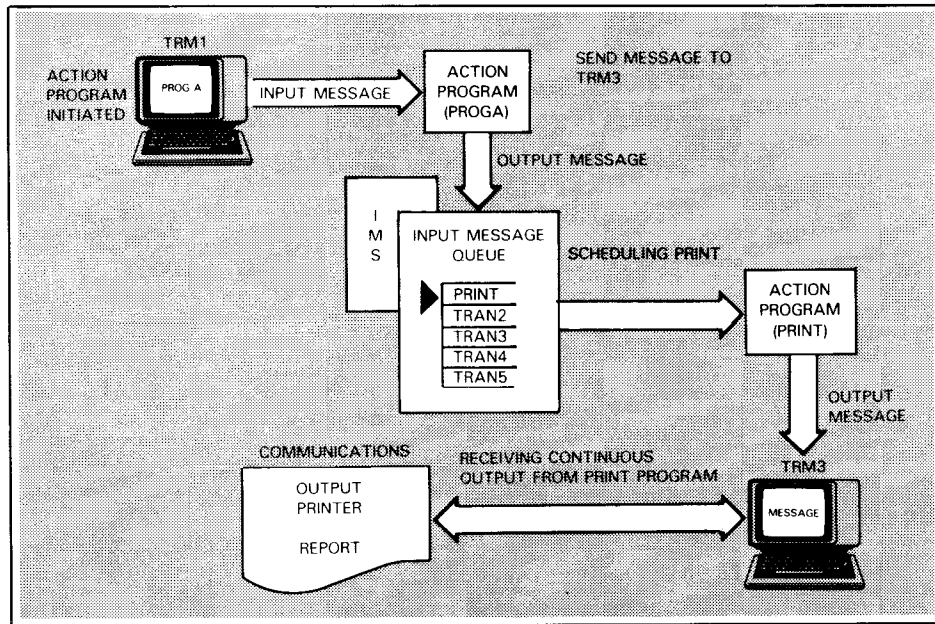 TRM1
ACTION
PROGRAM
INITIATED
PROG A
INPUT MESSAGE
ACTION
PROGRAM
(PROGA)
SEND MESSAGE TO
TRM3
OUTPUT MESSAGE
I
M
S
INPUT MESSAGE
QUEUE
PRINT
TRAN2
TRAN3
TRAN4
TRAN5
SCHEDULING PRINT
ACTION
PROGRAM
(PRINT)
OUTPUT
MESSAGE
TRM3
MESSAGE
RECEIVING CONTINUOUS
OUTPUT FROM PRINT PROGRAM
COMMUNICATIONS
OUTPUT
PRINTER
REPORT